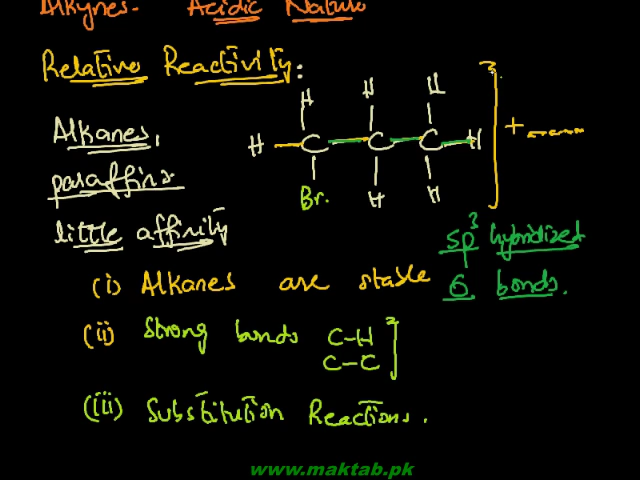 Alkynes. Acidic Nature
Relative Reactivity:
Alkanes,
paraffins
little affinity
H H H
H C C C H +
Br. H H
sp³ hybridized
(i) Alkanes are stable
6 bonds.
(ii) Strong bonds C-H
C-C
(iii) Substitution Reactions.
www.maktab.pk